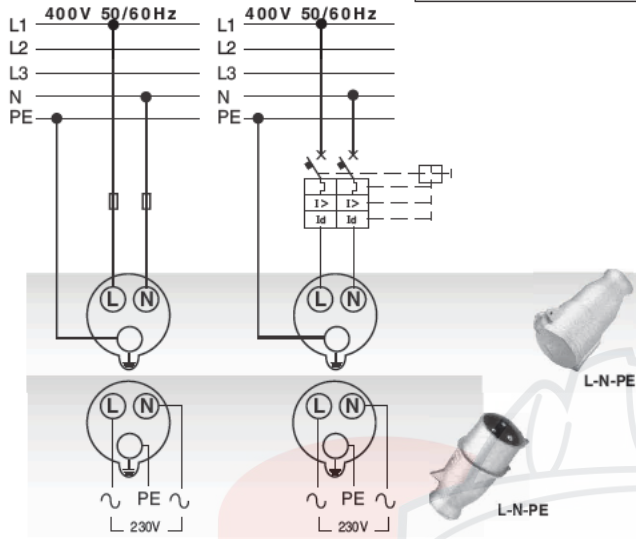 400V 50/60Hz 400V 50/60Hz
L1 L1
L2 L2
L3 L3
N N
PE PE
I> I>
Id Id
L N L N
L-N-PE
L N L N
PE PE
L-N-PE
230V 230V